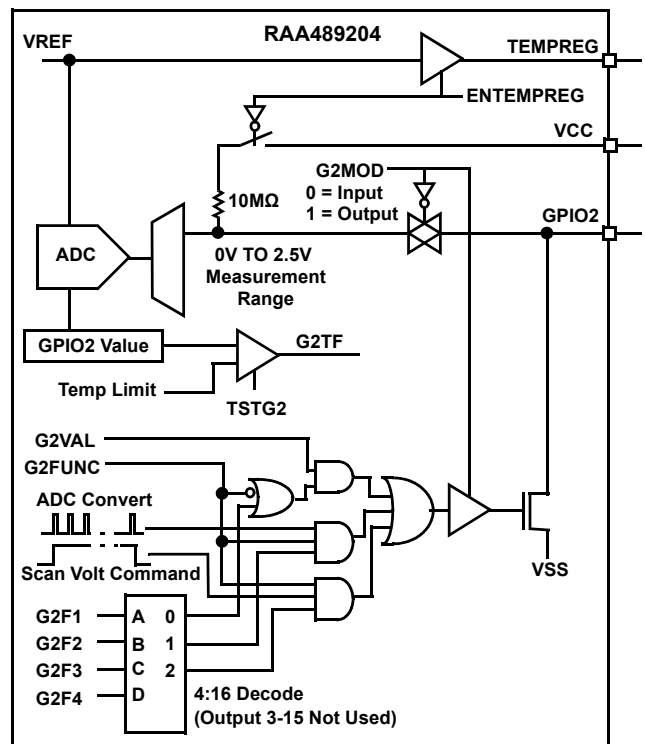 RAA489204
VREF
TEMPREG
ENTEMPREG
VCC
G2MOD
0 = Input
1 = Output
10MΩ
GPIO2
ADC
0V TO 2.5V
Measurement
Range
GPIO2 Value
G2TF
Temp Limit
TSTG2
G2VAL
G2FUNC
ADC Convert
Scan Volt Command
VSS
G2F1
A
0
G2F2
B
1
G2F3
C
2
G2F4
D
4:16 Decode
(Output 3-15 Not Used)